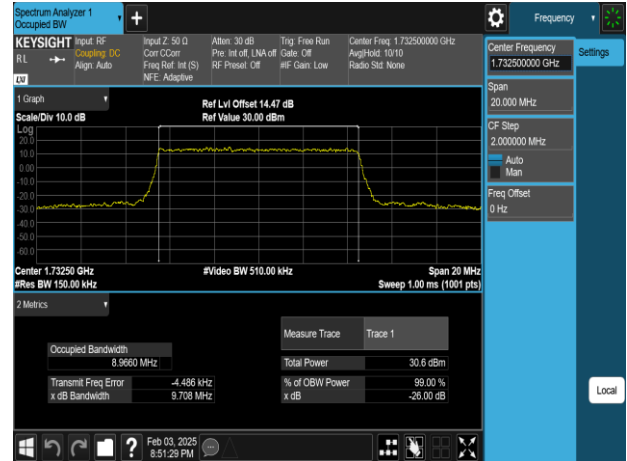 Spectrum Analyzer 1
Occupied BW
Frequency
KEYSIGHT
RL
LXI
Input: RF
Coupling: DC
Align: Auto
Input Z: 50 Ω
Corr CCorr
Freq Ref: Int (S)
NFE: Adaptive
Atten: 30 dB
Pre: Int off, LNA off
RF Preset: Off
Trig: Free Run
Gate: Off
#IF Gain: Low
Center Freq: 1.732500000 GHz
Avg|Hold: 10/10
Radio Std: None
Center Frequency
1.732500000 GHz
Settings
Span
20.000 MHz
CF Step
2.000000 MHz
Auto
Man
Freq Offset
0 Hz
Local
1 Graph
Scale/Div 10.0 dB
Ref Lvl Offset 14.47 dB
Ref Value 30.00 dBm
Log
20.0
10.0
0.00
-10.0
-20.0
-30.0
-40.0
-50.0
-60.0
Center 1.73250 GHz
#Res BW 150.00 kHz
#Video BW 510.00 kHz
Span 20 MHz
Sweep 1.00 ms (1001 pts)
2 Metrics
Measure Trace Trace 1
Occupied Bandwidth
8.9660 MHz
Total Power 30.6 dBm
Transmit Freq Error -4.486 kHz
% of OBW Power 99.00 %
x dB Bandwidth 9.708 MHz
x dB -26.00 dB
?
Feb 03, 2025
8:51:29 PM